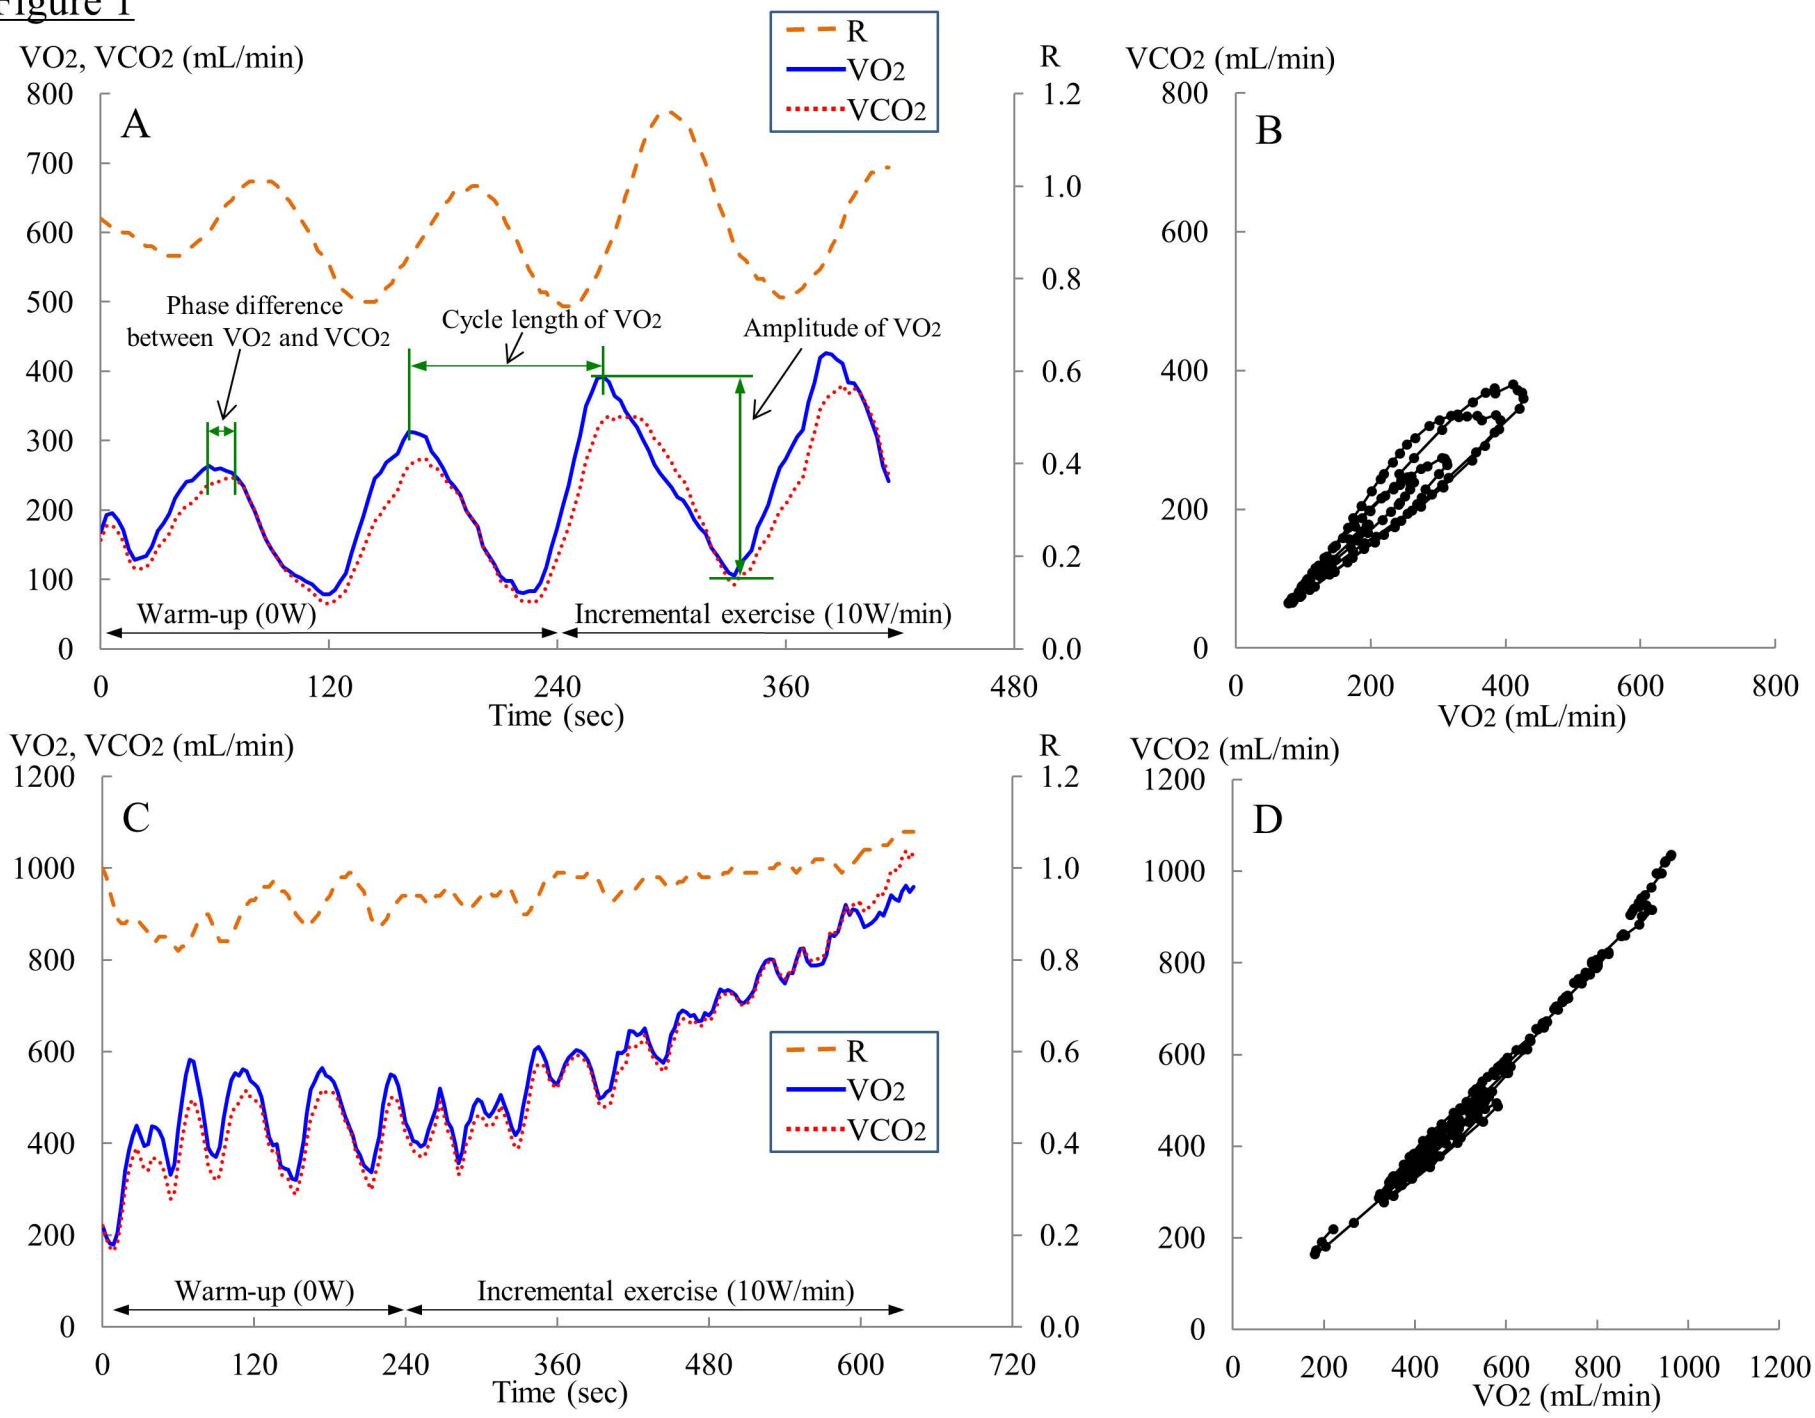 Figure 1
R
VO2
VCO2
VO2, VCO2 (mL/min)
R
A
800
700
600
500
400
300
200
100
0
1.2
1.0
0.8
0.6
0.4
0.2
0.0
Phase difference
between VO2 and VCO2
Cycle length of VO2
Amplitude of VO2
Warm-up (0W)
Incremental exercise (10W/min)
0 120 240 360 480
Time (sec)
VCO2 (mL/min)
B
800
600
400
200
0
0 200 400 600 800
VO2 (mL/min)
VO2, VCO2 (mL/min)
R
C
1200
1000
800
600
400
200
0
1.2
1.0
0.8
0.6
0.4
0.2
0.0
R
VO2
VCO2
Warm-up (0W)
Incremental exercise (10W/min)
0 120 240 360 480 600 720
Time (sec)
VCO2 (mL/min)
D
1200
1000
800
600
400
200
0
0 200 400 600 800 1000 1200
VO2 (mL/min)